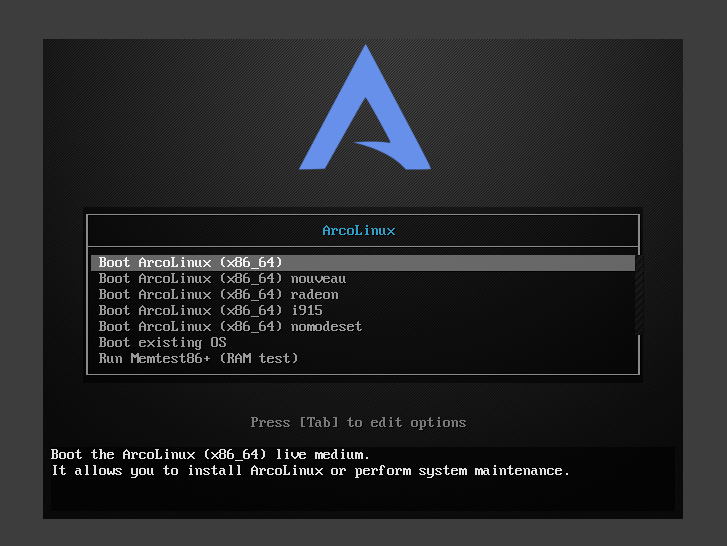 ArcoLinux
Boot ArcoLinux (x86_64)
Boot ArcoLinux (x86_64) nouveau
Boot ArcoLinux (x86_64) radeon
Boot ArcoLinux (x86_64) i915
Boot ArcoLinux (x86_64) nomodeset
Boot existing OS
Run Memtest86+ (RAM test)
Press [Tab] to edit options
Boot the ArcoLinux (x86_64) live medium.
It allows you to install ArcoLinux or perform system maintenance.